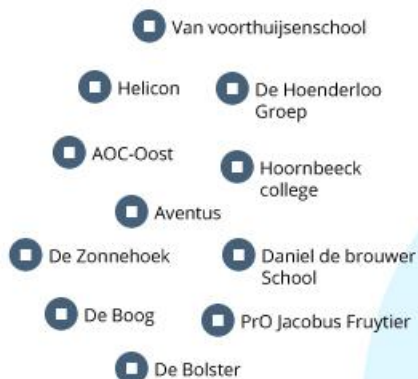 Van voorthuijsenschool
Helicon
De Hoenderloo
Groep
AOC-Oost
Hoornbeeck
college
Aventus
De Zonnehoek
Daniel de brouwer
School
De Boog
PrO Jacobus Fruytier
De Bolster